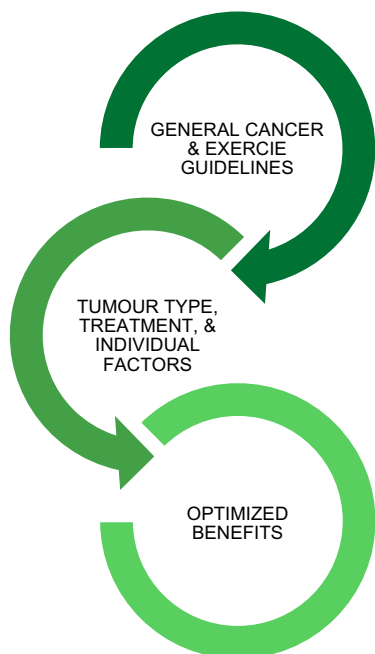 GENERAL CANCER
& EXERCIE
GUIDELINES
TUMOUR TYPE,
TREATMENT, &
INDIVIDUAL
FACTORS
OPTIMIZED
BENEFITS